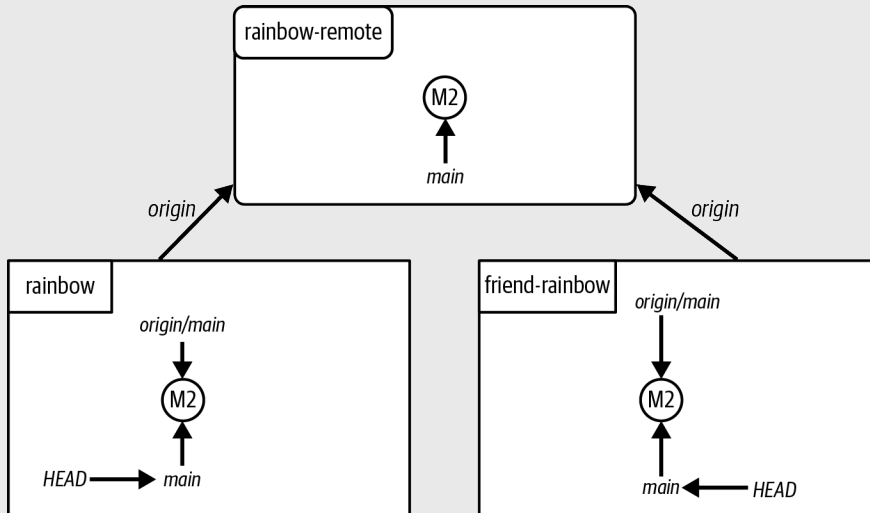 rainbow-remote
M2
main
origin
origin
rainbow
origin/main
M2
HEAD
main
friend-rainbow
origin/main
M2
main
HEAD